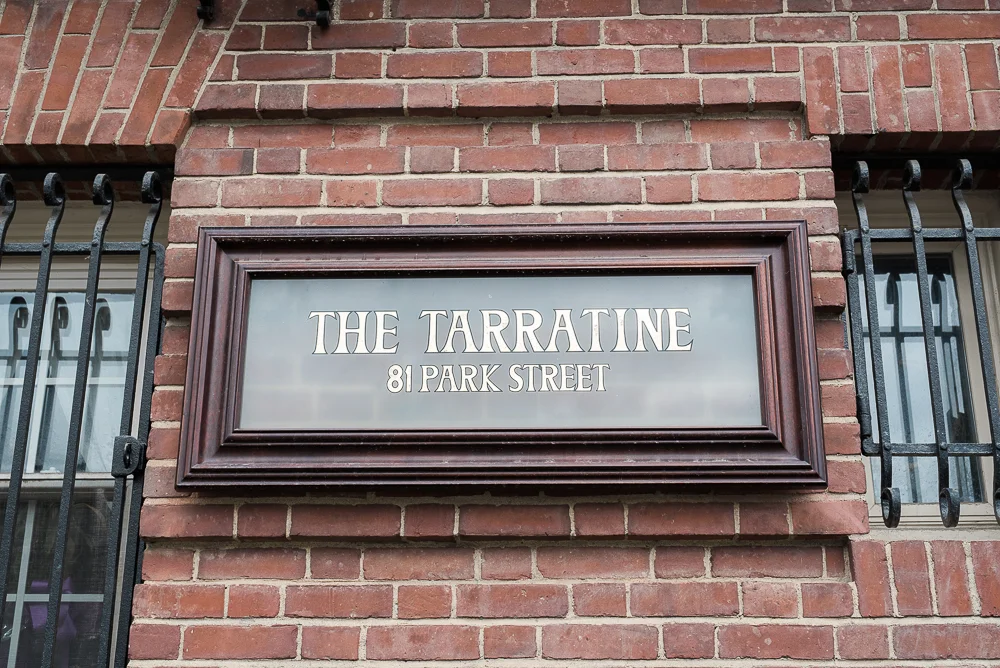 THE TARRATINE
81 PARK STREET